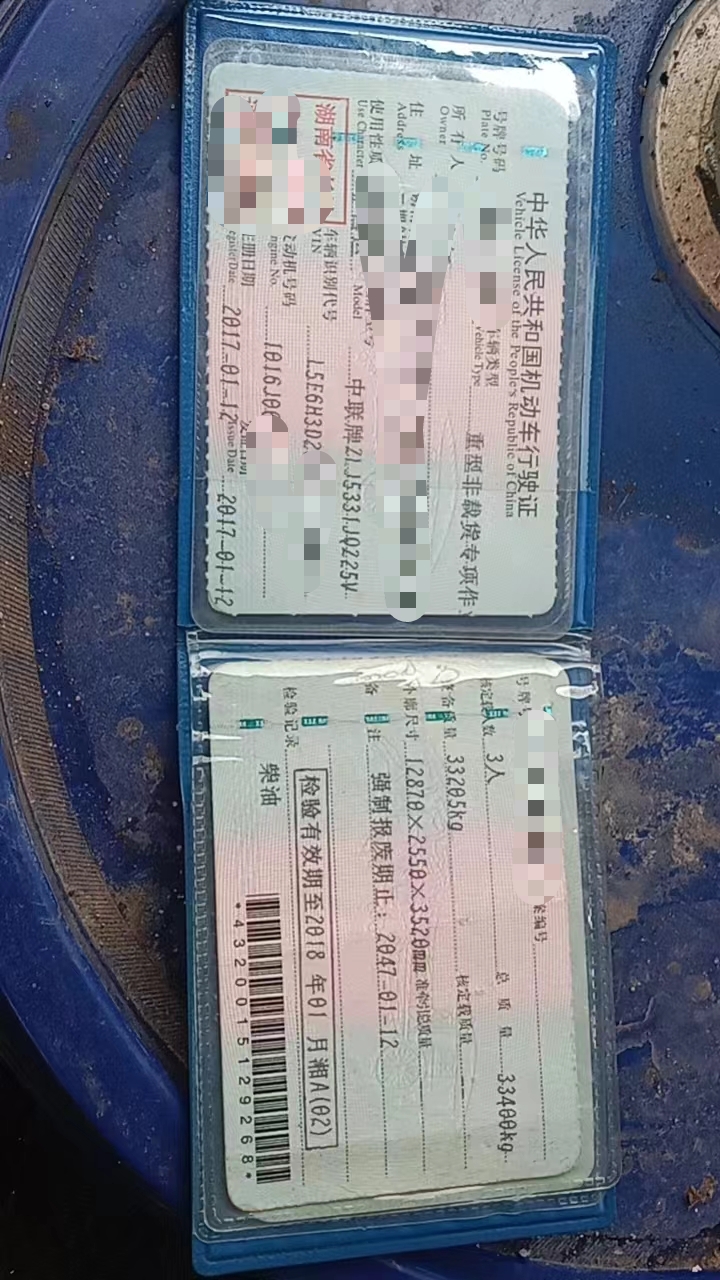 中华人民共和国机动车行驶证
Vehicle License of the People's Republic of China
号牌号码
Plate No.
车辆类型
Vehicle Type
重型非载货专项作
所有人
Owner
住址
Address
使用性质
Use Character
Model
中联牌ZLJ5331JQZ25V
湖南省
车辆识别代号
VIN
L5E6H3D2
发动机号码
Engine No.
1016J0
注册日期
Register Date
2017-01-12
发证日期
Issue Date
2017-01-12
号牌号
档案编号
核定载人数 3人
总质量 33400kg
整备质量 33205kg
核定载质量
外廓尺寸 12870×2550×3520mm
准牵引总质量
备注 强制报废期止：2047-01-12
检验记录
检验有效期至2018年01月湘A(02)
柴油
*4320015129268*